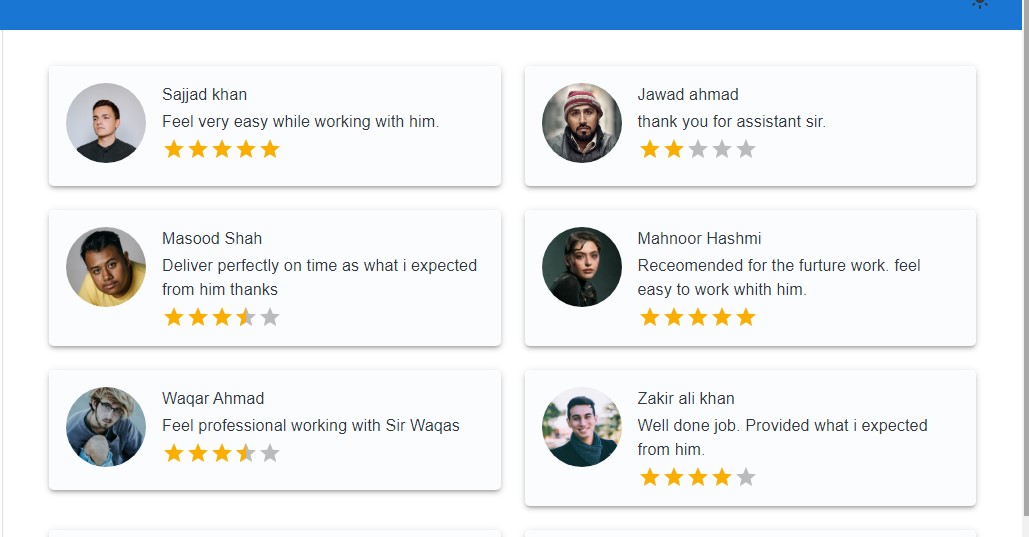 Sajjad khan
Feel very easy while working with him.
Jawad ahmad
thank you for assistant sir.
Masood Shah
Deliver perfectly on time as what i expected
from him thanks
Mahnoor Hashmi
Receomended for the furture work. feel
easy to work whith him.
Waqar Ahmad
Feel professional working with Sir Waqas
Zakir ali khan
Well done job. Provided what i expected
from him.